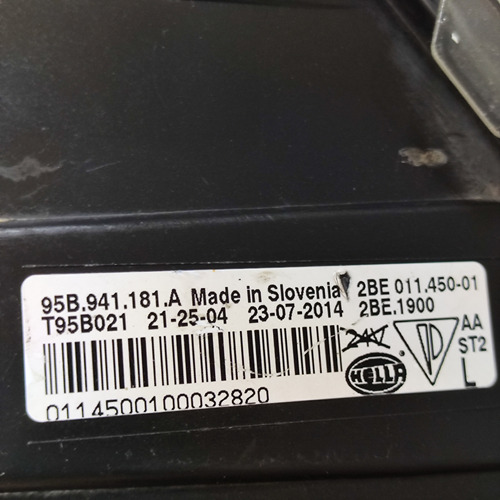 95B.941.181.A Made in Slovenia 2BE 011.450-01
T95B021 21-25-04 23-07-2014 2BE.1900
24V AA
ST2
HELLA L
0114500100032820